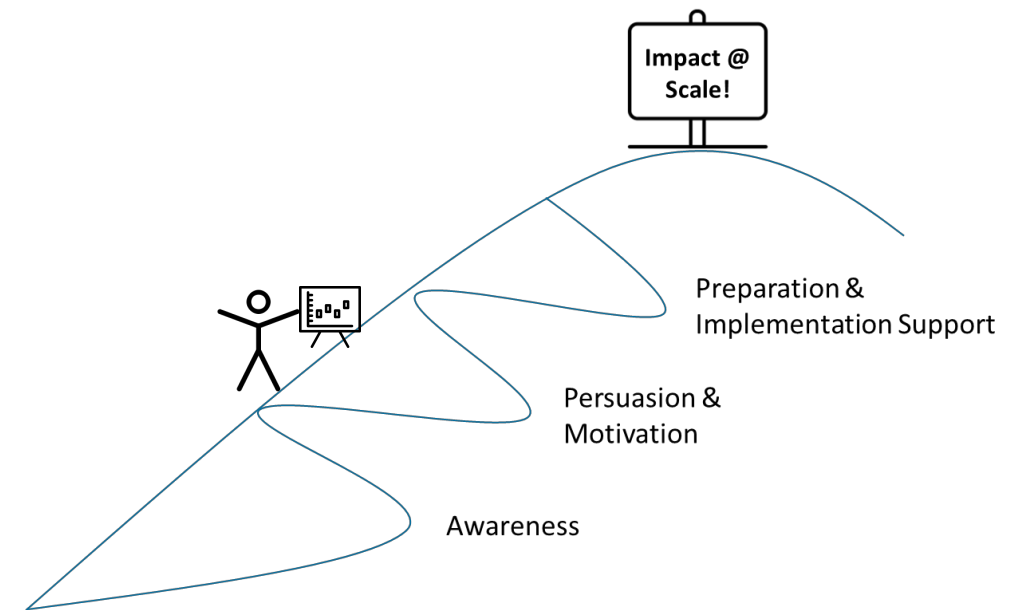 Impact @
Scale!
Preparation &
Implementation Support
Persuasion &
Motivation
Awareness